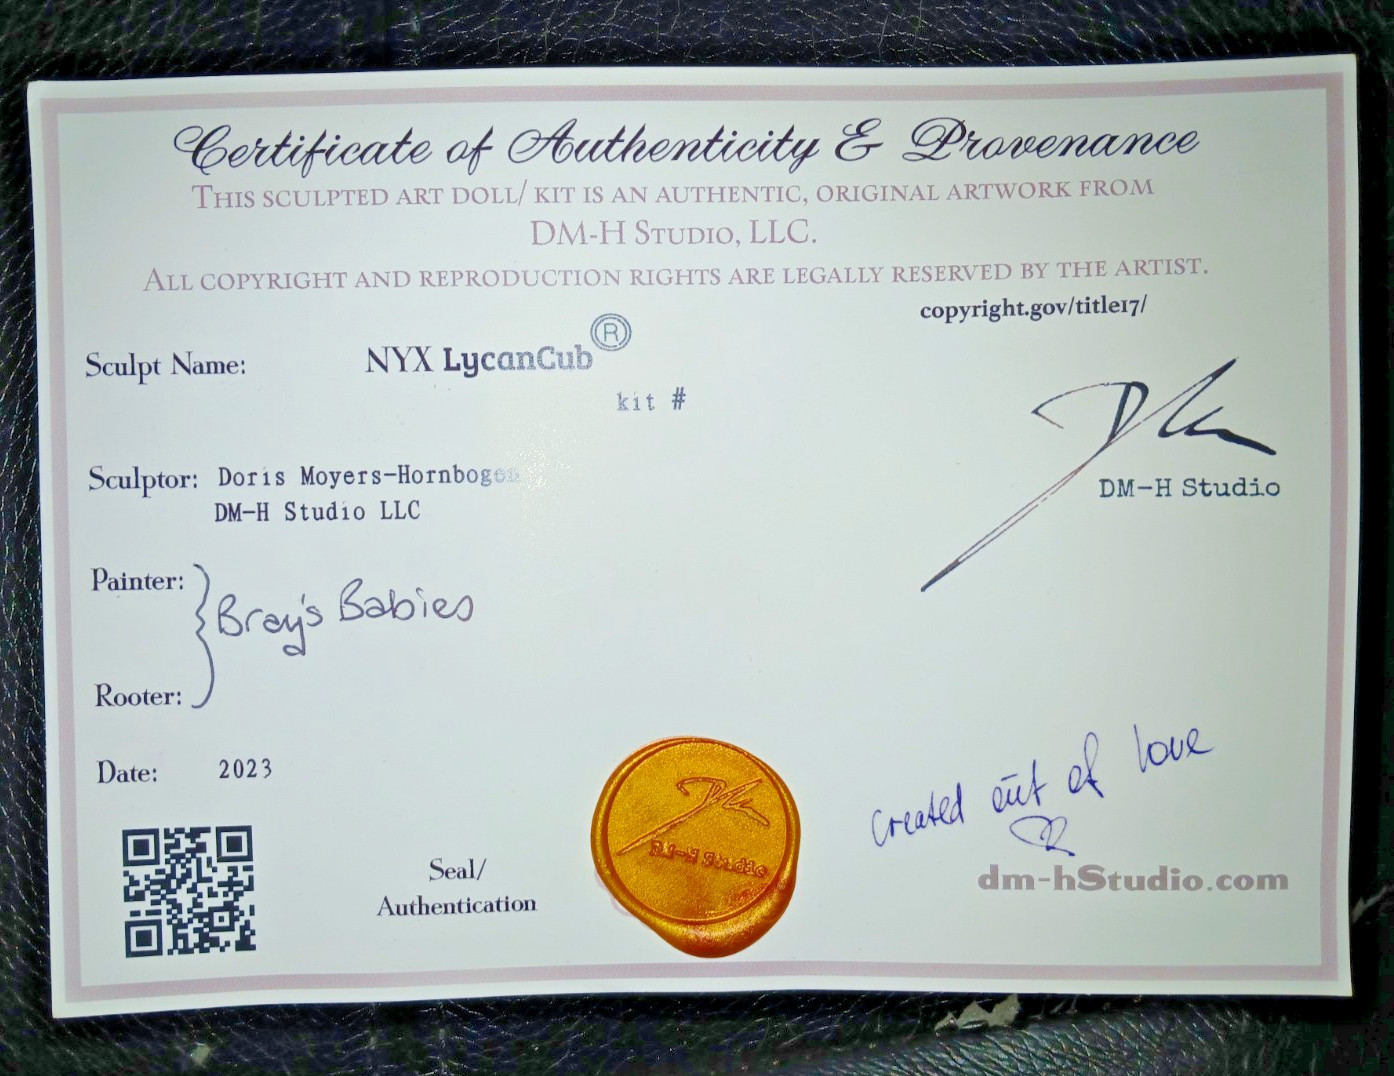 Certificate of Authenticity & Provenance
THIS SCULPTED ART DOLL/ KIT IS AN AUTHENTIC, ORIGINAL ARTWORK FROM
DM-H STUDIO, LLC.
ALL COPYRIGHT AND REPRODUCTION RIGHTS ARE LEGALLY RESERVED BY THE ARTIST.
copyright.gov/title17/
Sculpt Name: NYX LycanCub®
kit #
DM-H Studio
Sculptor: Doris Moyers-Hornbogen
DM-H Studio LLC
Painter:
Bray's Babies
Rooter:
Date: 2023
created out of love
Seal/
Authentication
DM-H Studio
dm-hStudio.com